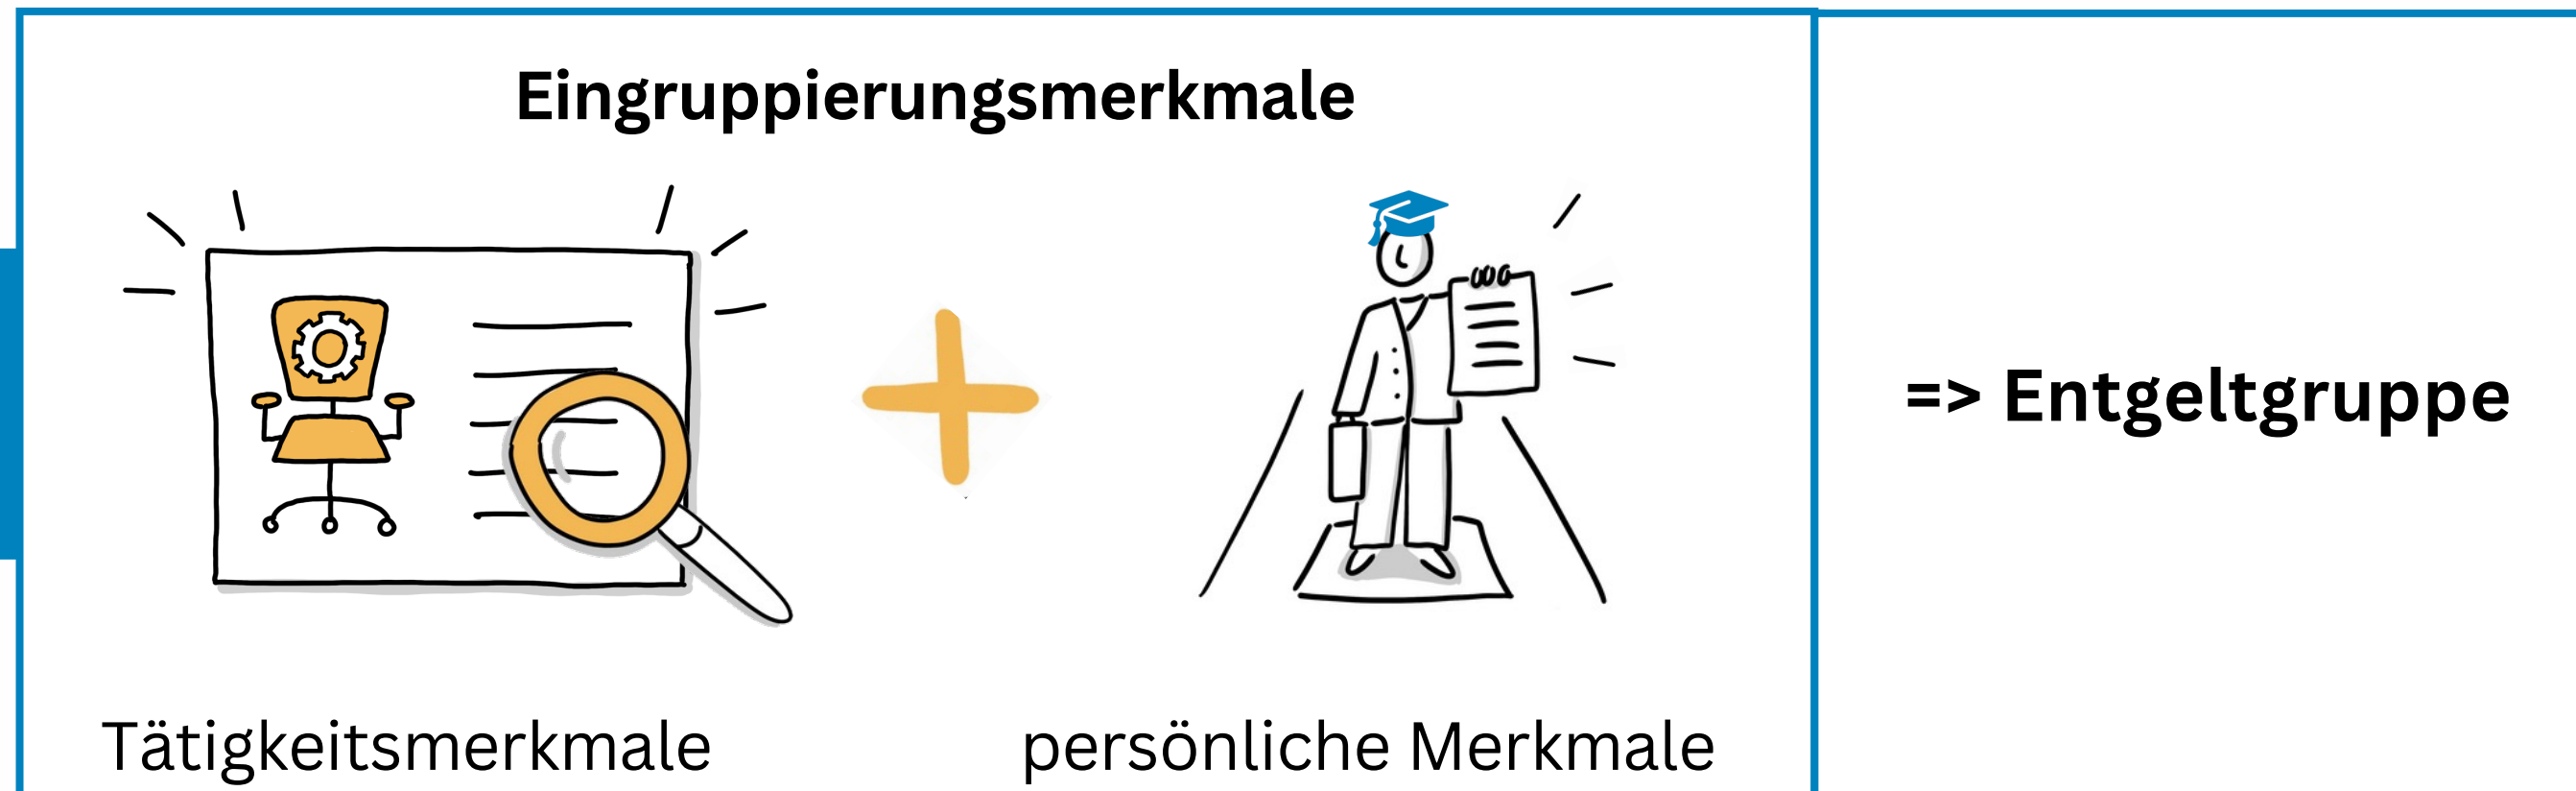 Eingruppierungsmerkmale
=> Entgeltgruppe
Tätigkeitsmerkmale
persönliche Merkmale